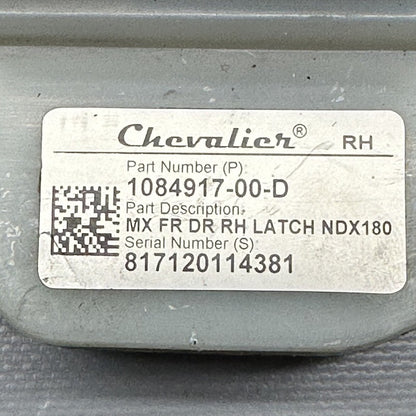 Chevalier® RH
Part Number (P):
1084917-00-D
Part Description:
MX FR DR RH LATCH NDX180
Serial Number (S):
817120114381